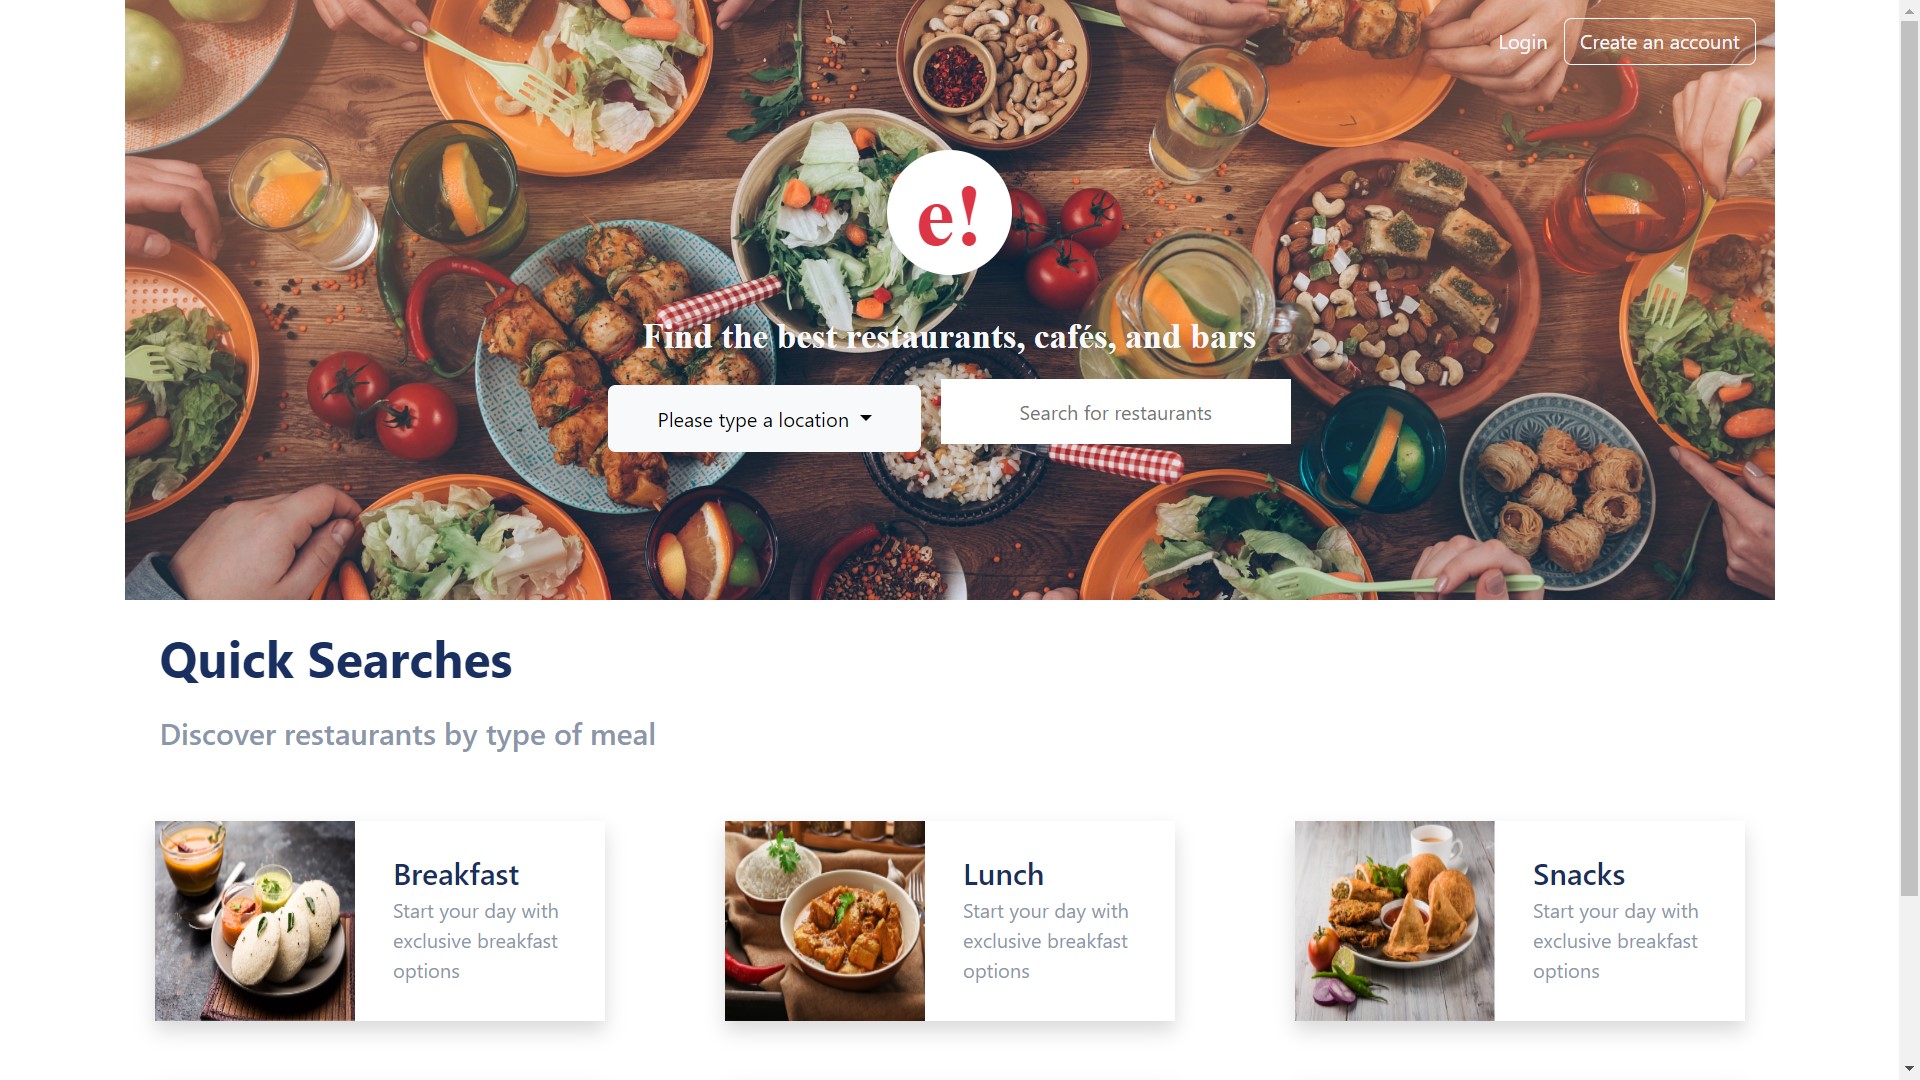 Login
Create an account
e!
Find the best restaurants, cafés, and bars
Please type a location
Search for restaurants
Quick Searches
Discover restaurants by type of meal
Breakfast
Start your day with
exclusive breakfast
options
Lunch
Start your day with
exclusive breakfast
options
Snacks
Start your day with
exclusive breakfast
options